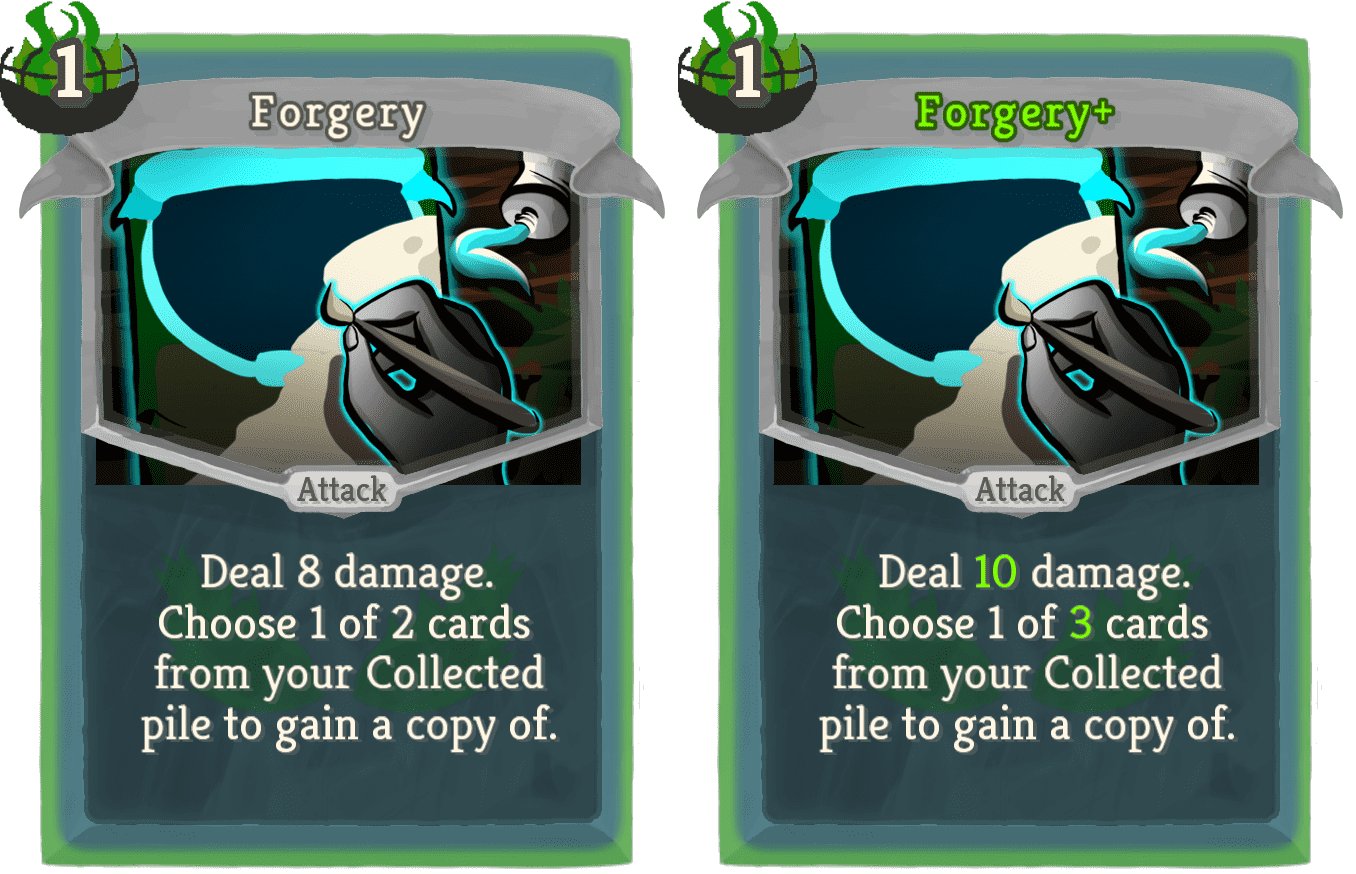 1
Forgery
Attack
Deal 8 damage.
Choose 1 of 2 cards
from your Collected
pile to gain a copy of.
1
Forgery+
Attack
Deal 10 damage.
Choose 1 of 3 cards
from your Collected
pile to gain a copy of.